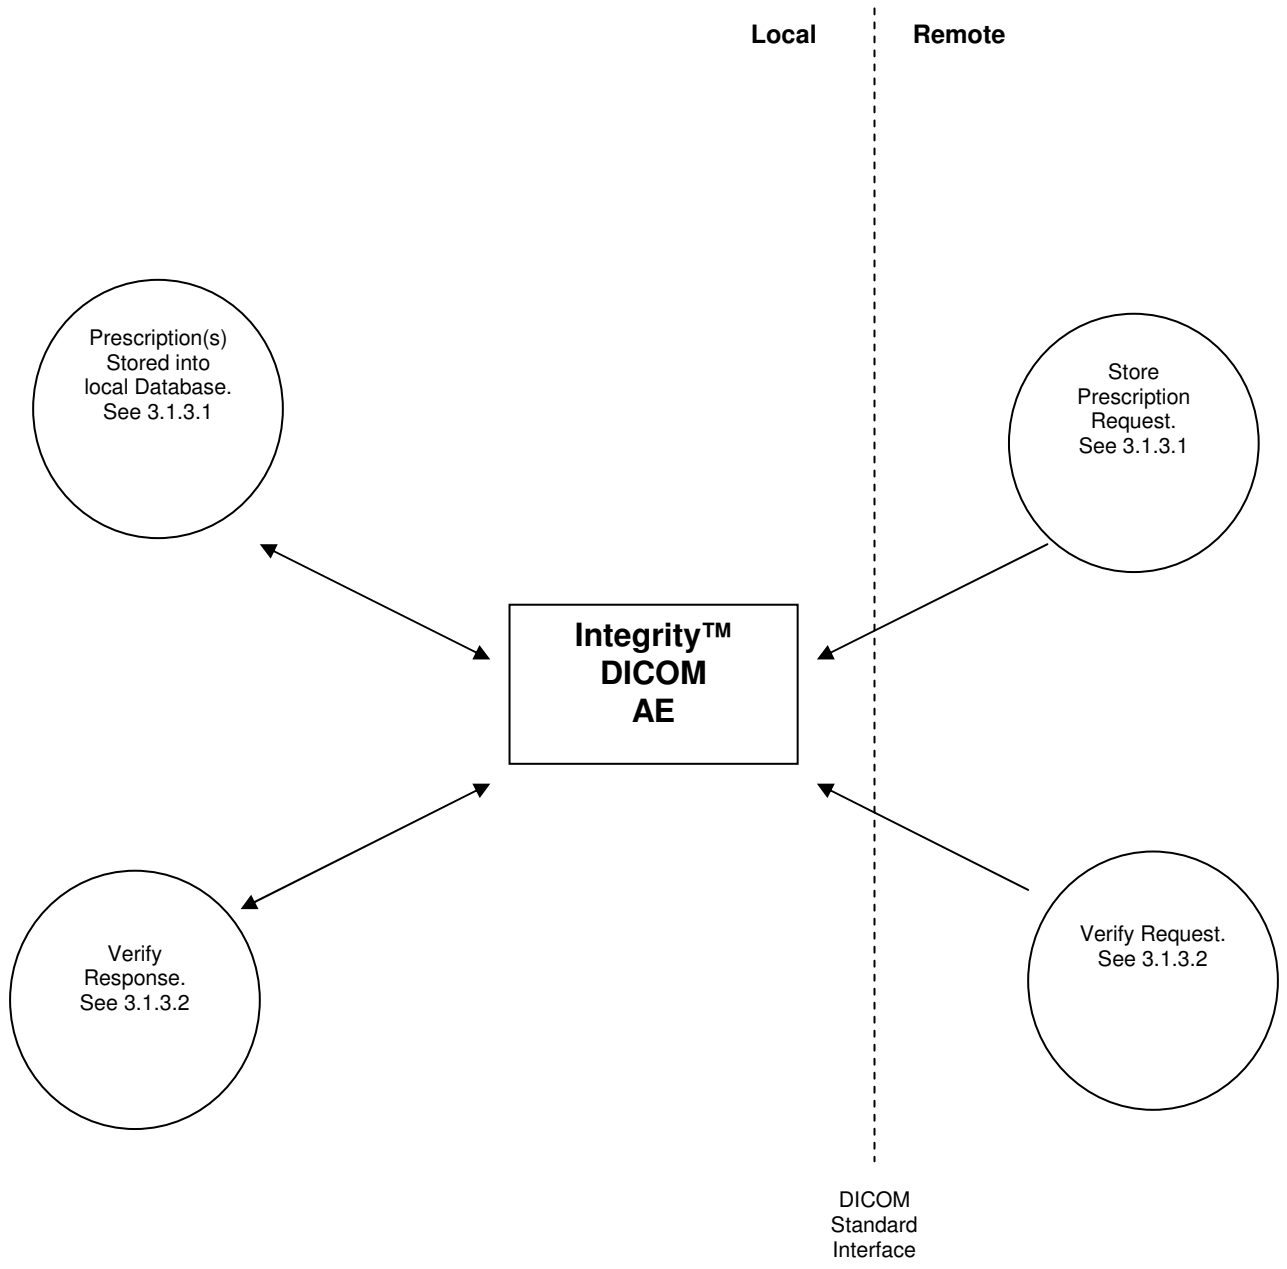 Local
Remote
Prescription(s)
Stored into
local Database.
See 3.1.3.1
Store
Prescription
Request.
See 3.1.3.1
Integrity™
DICOM
AE
Verify
Response.
See 3.1.3.2
Verify Request.
See 3.1.3.2
DICOM
Standard
Interface